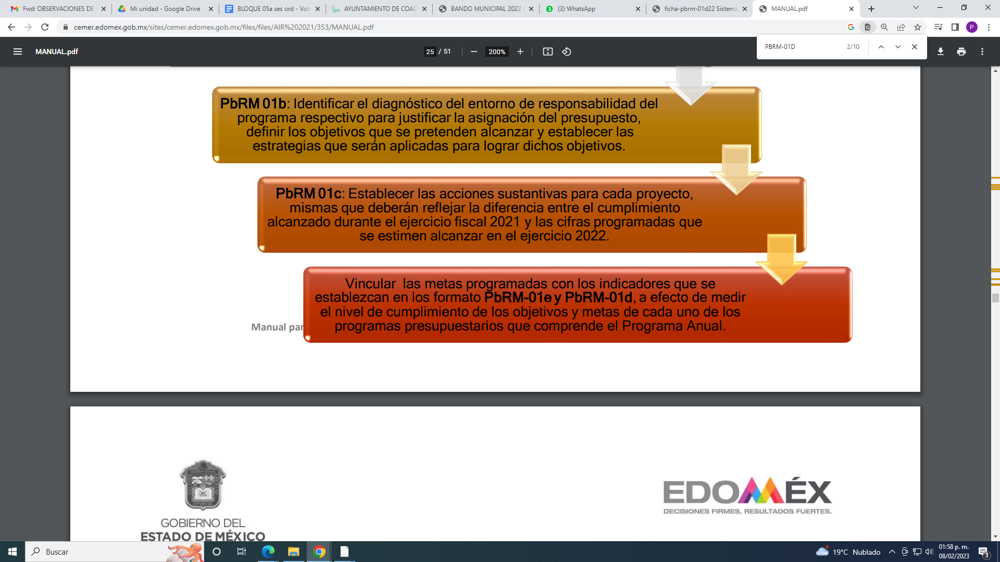 Fwd: OBSERVACIONES DE
Mi unidad - Google Drive
BLOQUE 05a ses ord - Voto
AYUNTAMIENTO DE COAC
BANDO MUNICIPAL 2022
(3) WhatsApp
ficha-pbrm-01d22 Sistema
MANUAL.pdf
cemer.edomex.gob.mx/sites/cemer.edomex.gob.mx/files/files/AIR%202021/353/MANUAL.pdf
P
MANUAL.pdf
25 / 51
200%
PBRM-01D
2/10
PbRM 01b: Identificar el diagnóstico del entorno de responsabilidad del
programa respectivo para justificar la asignación del presupuesto,
definir los objetivos que se pretenden alcanzar y establecer las
estrategias que serán aplicadas para lograr dichos objetivos.
PbRM 01c: Establecer las acciones sustantivas para cada proyecto,
mismas que deberán reflejar la diferencia entre el cumplimiento
alcanzado durante el ejercicio fiscal 2021 y las cifras programadas que
se estimen alcanzar en el ejercicio 2022.
Vincular las metas programadas con los indicadores que se
establezcan en los formato PbRM-01e y PbRM-01d, a efecto de medir
el nivel de cumplimiento de los objetivos y metas de cada uno de los
programas presupuestarios que comprende el Programa Anual.
Manual par
GOBIERNO DEL
ESTADO DE MÉXICO
EDOMÉX
DECISIONES FIRMES, RESULTADOS FUERTES.
Buscar
19°C Nublado
01:58 p. m.
08/02/2023
3